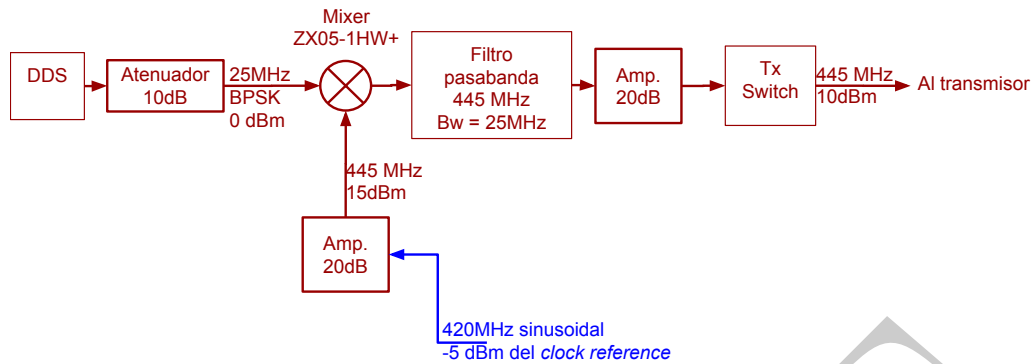 Mixer
ZX05-1HW+
DDS
Atenuador
10dB
25MHz
BPSK
0 dBm
Filtro
pasabanda
445 MHz
Bw = 25MHz
Amp.
20dB
Tx
Switch
445 MHz
10dBm
Al transmisor
445 MHz
15dBm
Amp.
20dB
420MHz sinusoidal
-5 dBm del clock reference